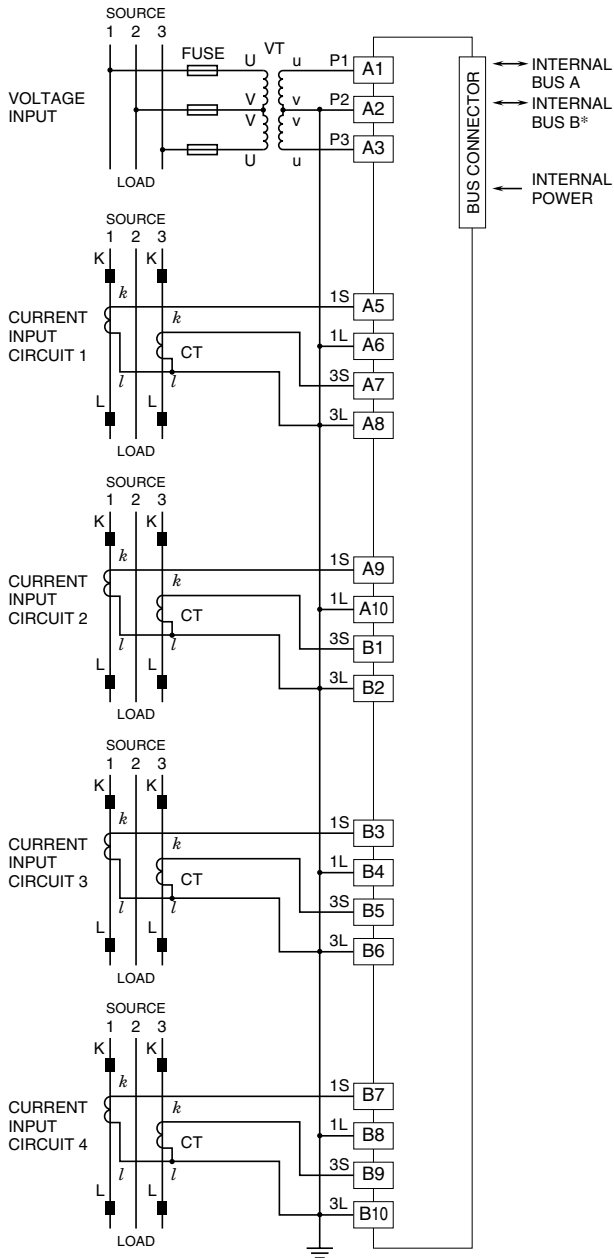 SOURCE
1 2 3
FUSE
VT
U
u
P1
A1
VOLTAGE
INPUT
V
v
P2
A2
V
v
U
u
P3
A3
LOAD
BUS CONNECTOR
INTERNAL
BUS A
INTERNAL
BUS B*
INTERNAL
POWER
SOURCE
1 2 3
K
K
k
k
CURRENT
INPUT
CIRCUIT 1
CT
l
l
L
L
LOAD
1S
A5
1L
A6
3S
A7
3L
A8
SOURCE
1 2 3
K
K
k
k
CURRENT
INPUT
CIRCUIT 2
CT
l
l
L
L
LOAD
1S
A9
1L
A10
3S
B1
3L
B2
SOURCE
1 2 3
K
K
k
k
CURRENT
INPUT
CIRCUIT 3
CT
l
l
L
L
LOAD
1S
B3
1L
B4
3S
B5
3L
B6
SOURCE
1 2 3
K
K
k
k
CURRENT
INPUT
CIRCUIT 4
CT
l
l
L
L
LOAD
1S
B7
1L
B8
3S
B9
3L
B10